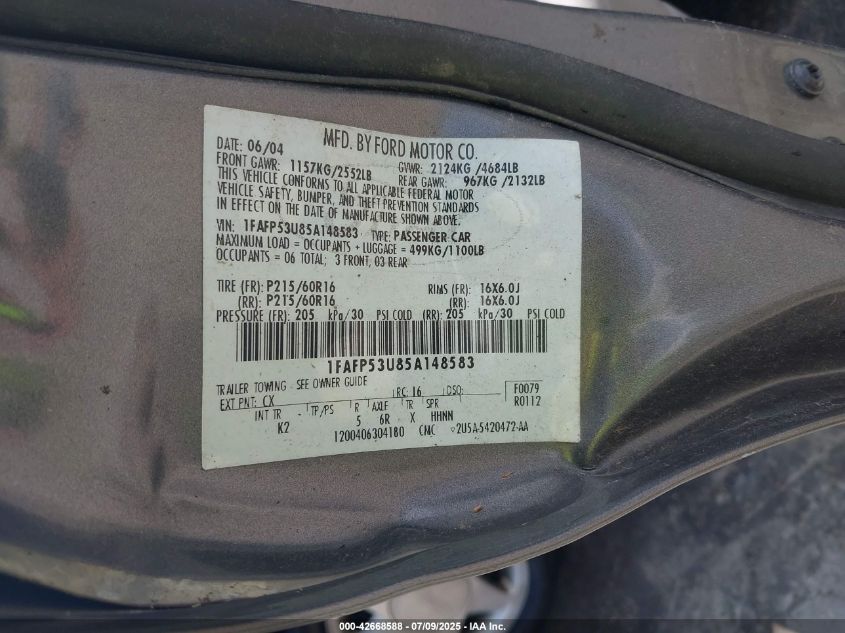 DATE: 06/04 MFD. BY FORD MOTOR CO.
FRONT GAWR: 1157KG/2552LB GVWR: 2124KG /4684LB
THIS VEHICLE CONFORMS TO ALL APPLICABLE FEDERAL MOTOR REAR GAWR: 967KG /2132LB
VEHICLE SAFETY, BUMPER, AND THEFT PREVENTION STANDARDS
IN EFFECT ON THE DATE OF MANUFACTURE SHOWN ABOVE.
VIN: 1FAFP53U85A148583 TYPE: PASSENGER CAR
MAXIMUM LOAD = OCCUPANTS + LUGGAGE = 499KG/1100LB
OCCUPANTS = 06 TOTAL; 3 FRONT, 03 REAR
TIRE (FR): P215/60R16 RIMS (FR): 16X6.0J
(RR): P215/60R16 (RR): 16X6.0J
PRESSURE (FR): 205 kPa/30 PSI COLD (RR): 205 kPa/30 PSI COLD
1FAFP53U85A148583
TRAILER TOWING - SEE OWNER GUIDE
EXT PNT: CX RC: 16 DSO: F0079
INT TR TP/PS R AXLE TR SPR R0112
K2 5 6R X HHNN
1200406304180 CMC 2U5A-5420472-AA
000-42668588 - 07/09/2025 - IAA Inc.